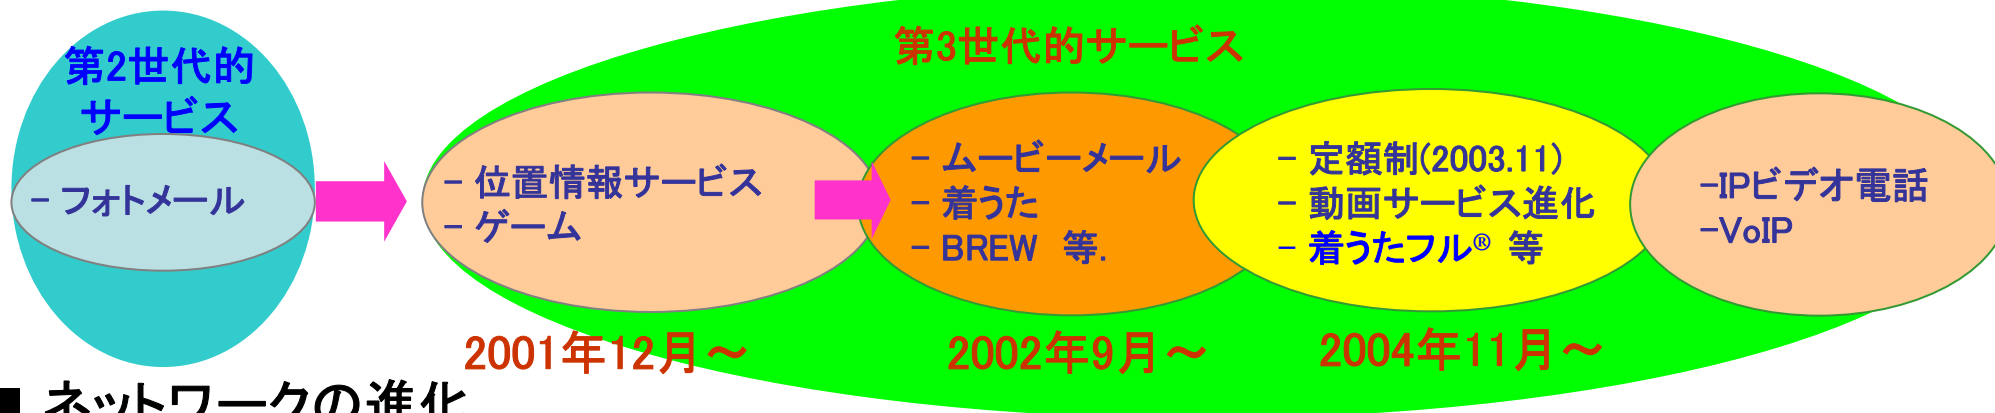 第2世代的
サービス
- フォトメール
第3世代的サービス
- 位置情報サービス
- ゲーム
2001年12月～
- ムービーメール
- 着うた
- BREW 等.
2002年9月～
- 定額制(2003.11)
- 動画サービス進化
- 着うたフル® 等
2004年11月～
-IPビデオ電話
-VoIP
■ ネットワークの進化